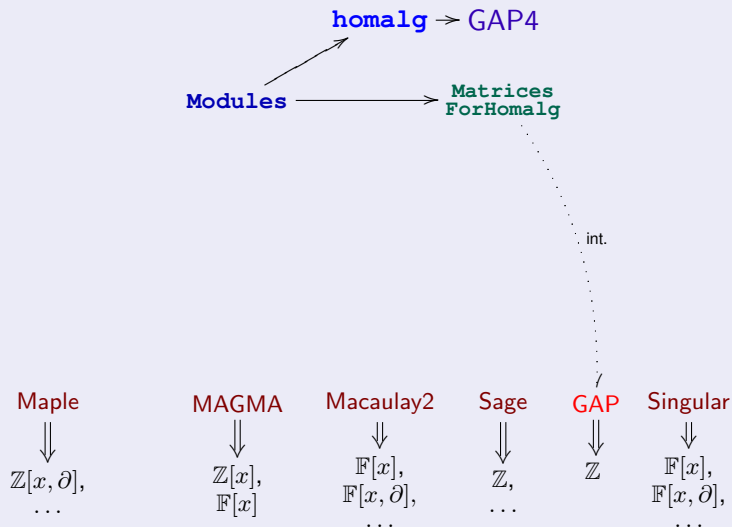 homalg GAP4
Modules
Matrices
ForHomalg
int.
Maple MAGMA Macaulay2 Sage GAP Singular
ℤ[x, ∂], ℤ[x], 𝔽[x], ℤ, ℤ 𝔽[x],
... 𝔽[x] 𝔽[x, ∂], ... 𝔽[x, ∂],
... ...